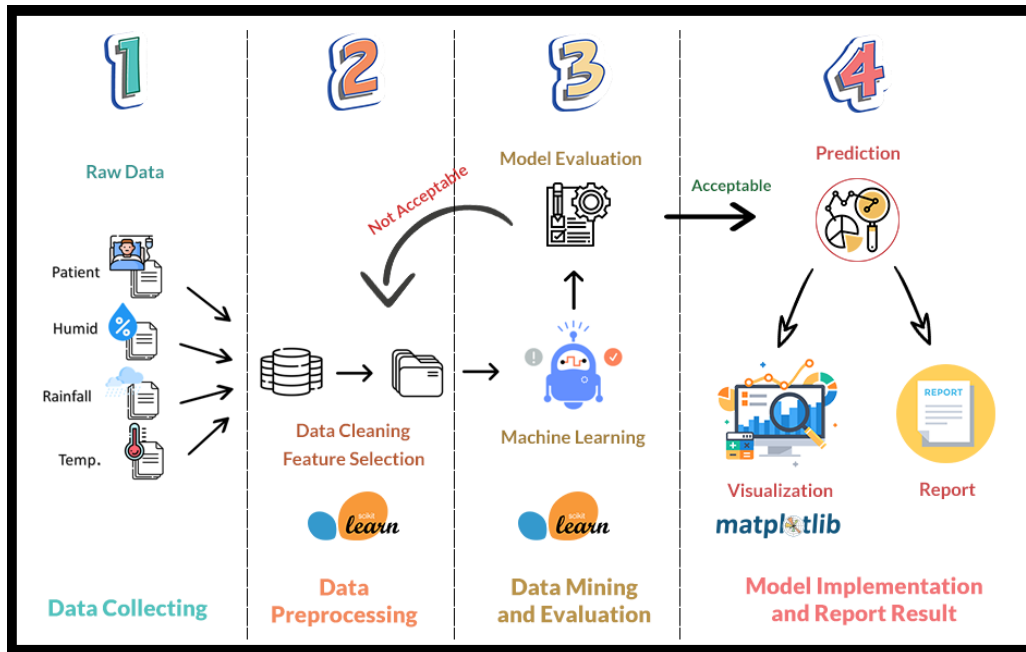 1
Raw Data
Patient
Humid
%
Rainfall
Temp.
Data Collecting
2
Not Acceptable
Data Cleaning
Feature Selection
scikit
learn
Data
Preprocessing
3
Model Evaluation
Machine Learning
scikit
learn
Data Mining
and Evaluation
4
Acceptable
Prediction
REPORT
Visualization
Report
matplotlib
Model Implementation
and Report Result